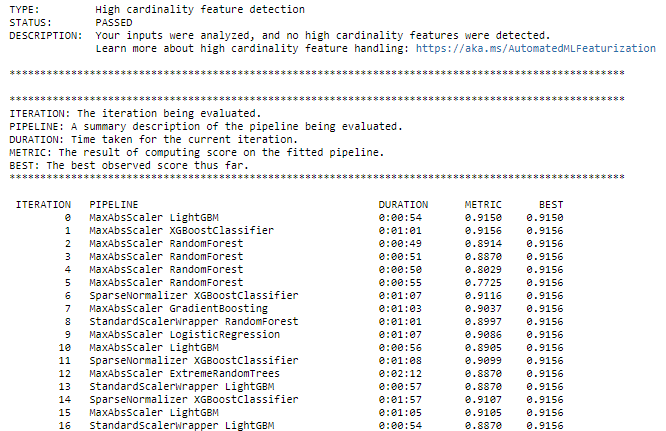 TYPE: High cardinality feature detection
STATUS: PASSED
DESCRIPTION: Your inputs were analyzed, and no high cardinality features were detected.
Learn more about high cardinality feature handling: https://aka.ms/AutomatedMLFeaturization
****************************************************************************************************
****************************************************************************************************
ITERATION: The iteration being evaluated.
PIPELINE: A summary description of the pipeline being evaluated.
DURATION: Time taken for the current iteration.
METRIC: The result of computing score on the fitted pipeline.
BEST: The best observed score thus far.
****************************************************************************************************
ITERATION PIPELINE DURATION METRIC BEST
0 MaxAbsScaler LightGBM 0:00:54 0.9150 0.9150
1 MaxAbsScaler XGBoostClassifier 0:01:01 0.9156 0.9156
2 MaxAbsScaler RandomForest 0:00:49 0.8914 0.9156
3 MaxAbsScaler RandomForest 0:00:51 0.8870 0.9156
4 MaxAbsScaler RandomForest 0:00:50 0.8029 0.9156
5 MaxAbsScaler RandomForest 0:00:55 0.7725 0.9156
6 SparseNormalizer XGBoostClassifier 0:01:07 0.9116 0.9156
7 MaxAbsScaler GradientBoosting 0:01:03 0.9037 0.9156
8 StandardScalerWrapper RandomForest 0:01:01 0.8997 0.9156
9 MaxAbsScaler LogisticRegression 0:01:07 0.9086 0.9156
10 MaxAbsScaler LightGBM 0:00:56 0.8905 0.9156
11 SparseNormalizer XGBoostClassifier 0:01:08 0.9099 0.9156
12 MaxAbsScaler ExtremeRandomTrees 0:02:12 0.8870 0.9156
13 StandardScalerWrapper LightGBM 0:00:57 0.8870 0.9156
14 SparseNormalizer XGBoostClassifier 0:01:57 0.9107 0.9156
15 MaxAbsScaler LightGBM 0:01:05 0.9105 0.9156
16 StandardScalerWrapper LightGBM 0:00:54 0.8870 0.9156